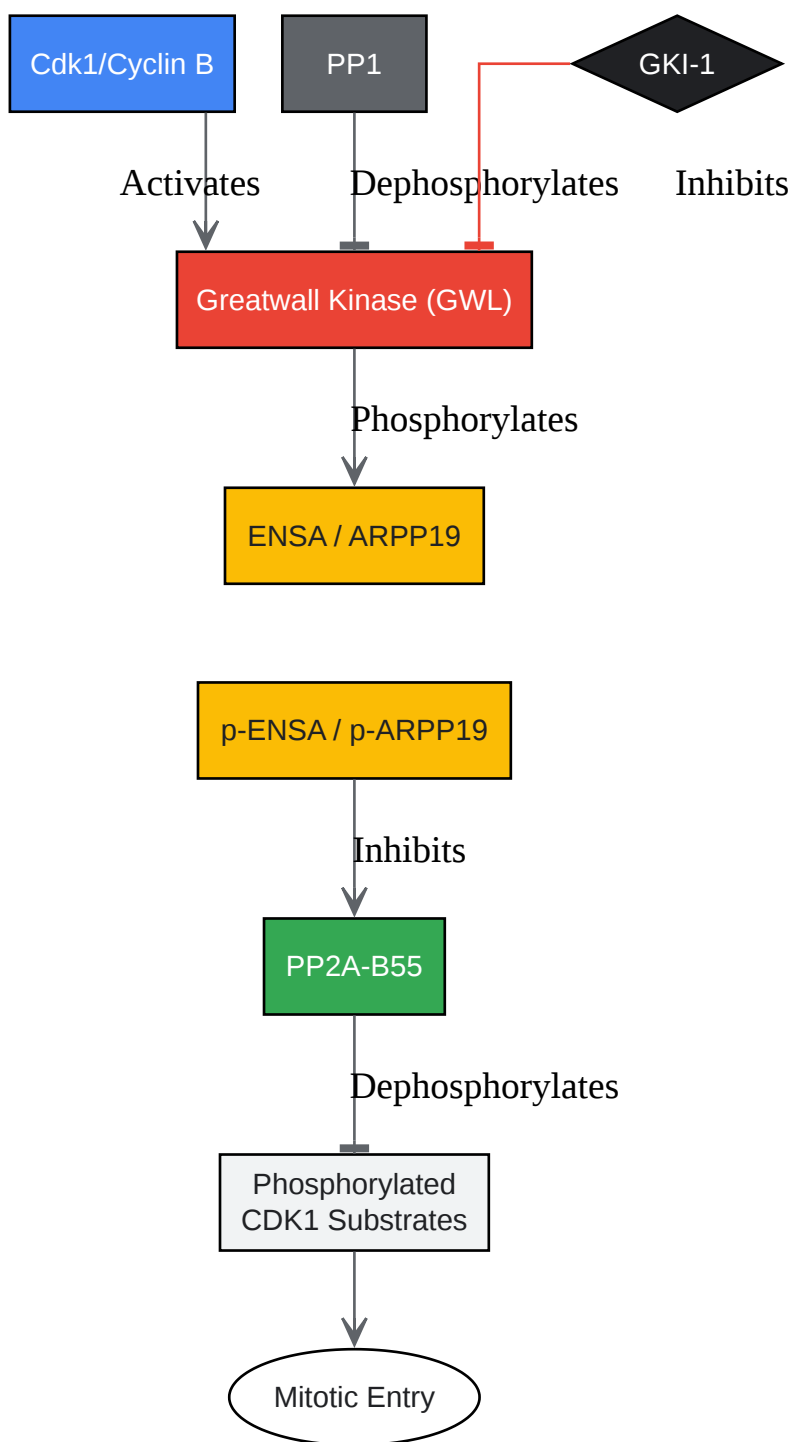 Cdk1/Cyclin B
PP1
GKI-1
Activates
Dephosphorylates
Inhibits
Greatwall Kinase (GWL)
Phosphorylates
ENSA / ARPP19
p-ENSA / p-ARPP19
Inhibits
PP2A-B55
Dephosphorylates
Phosphorylated
CDK1 Substrates
Mitotic Entry